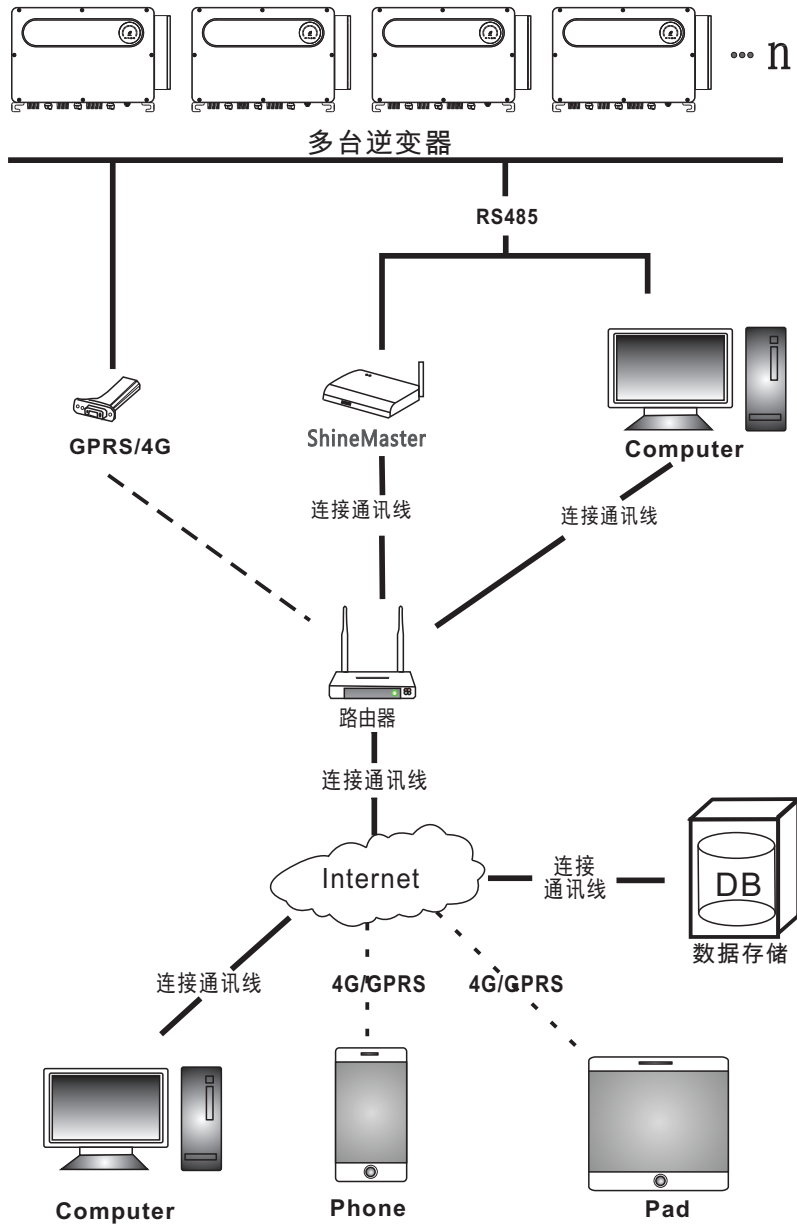 ··· n
多台逆变器
RS485
GPRS/4G
ShineMaster
Computer
连接通讯线
连接通讯线
路由器
连接通讯线
Internet
连接
通讯线
DB
数据存储
连接通讯线
4G/GPRS
4G/GPRS
Computer
Phone
Pad